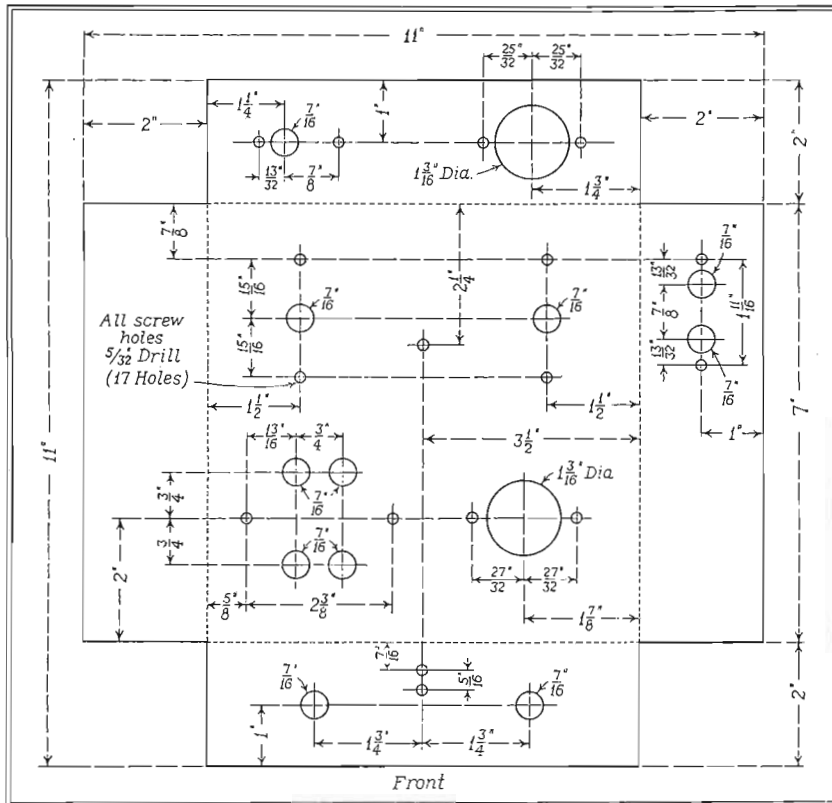 11"
25"/32 25"/32
1 1/4" 7"/16 1"
2" 2" 2"
13"/32 7"/8 1 3/16" Dia. 1 3/4"
7"/8
7"/16
15"/16 2 1/4" 13"/32
7"/16 7"/16 7"/8 1 11/16"
All screw
holes
5/32" Drill
(17 Holes)
15"/16 13"/32 7"/16
1 1/2" 1 1/2"
11" 7"
13"/16 3"/4 3 1/2" 1"
1 3/16" Dia
3"/4 7"/16
3"/4 7"/16
2" 27"/32 27"/32
5"/8 2 3/8" 1 7/8"
7"/16
5"/16
7"/16 7"/16 2"
1"
1 3/4" 1 3/4"
Front